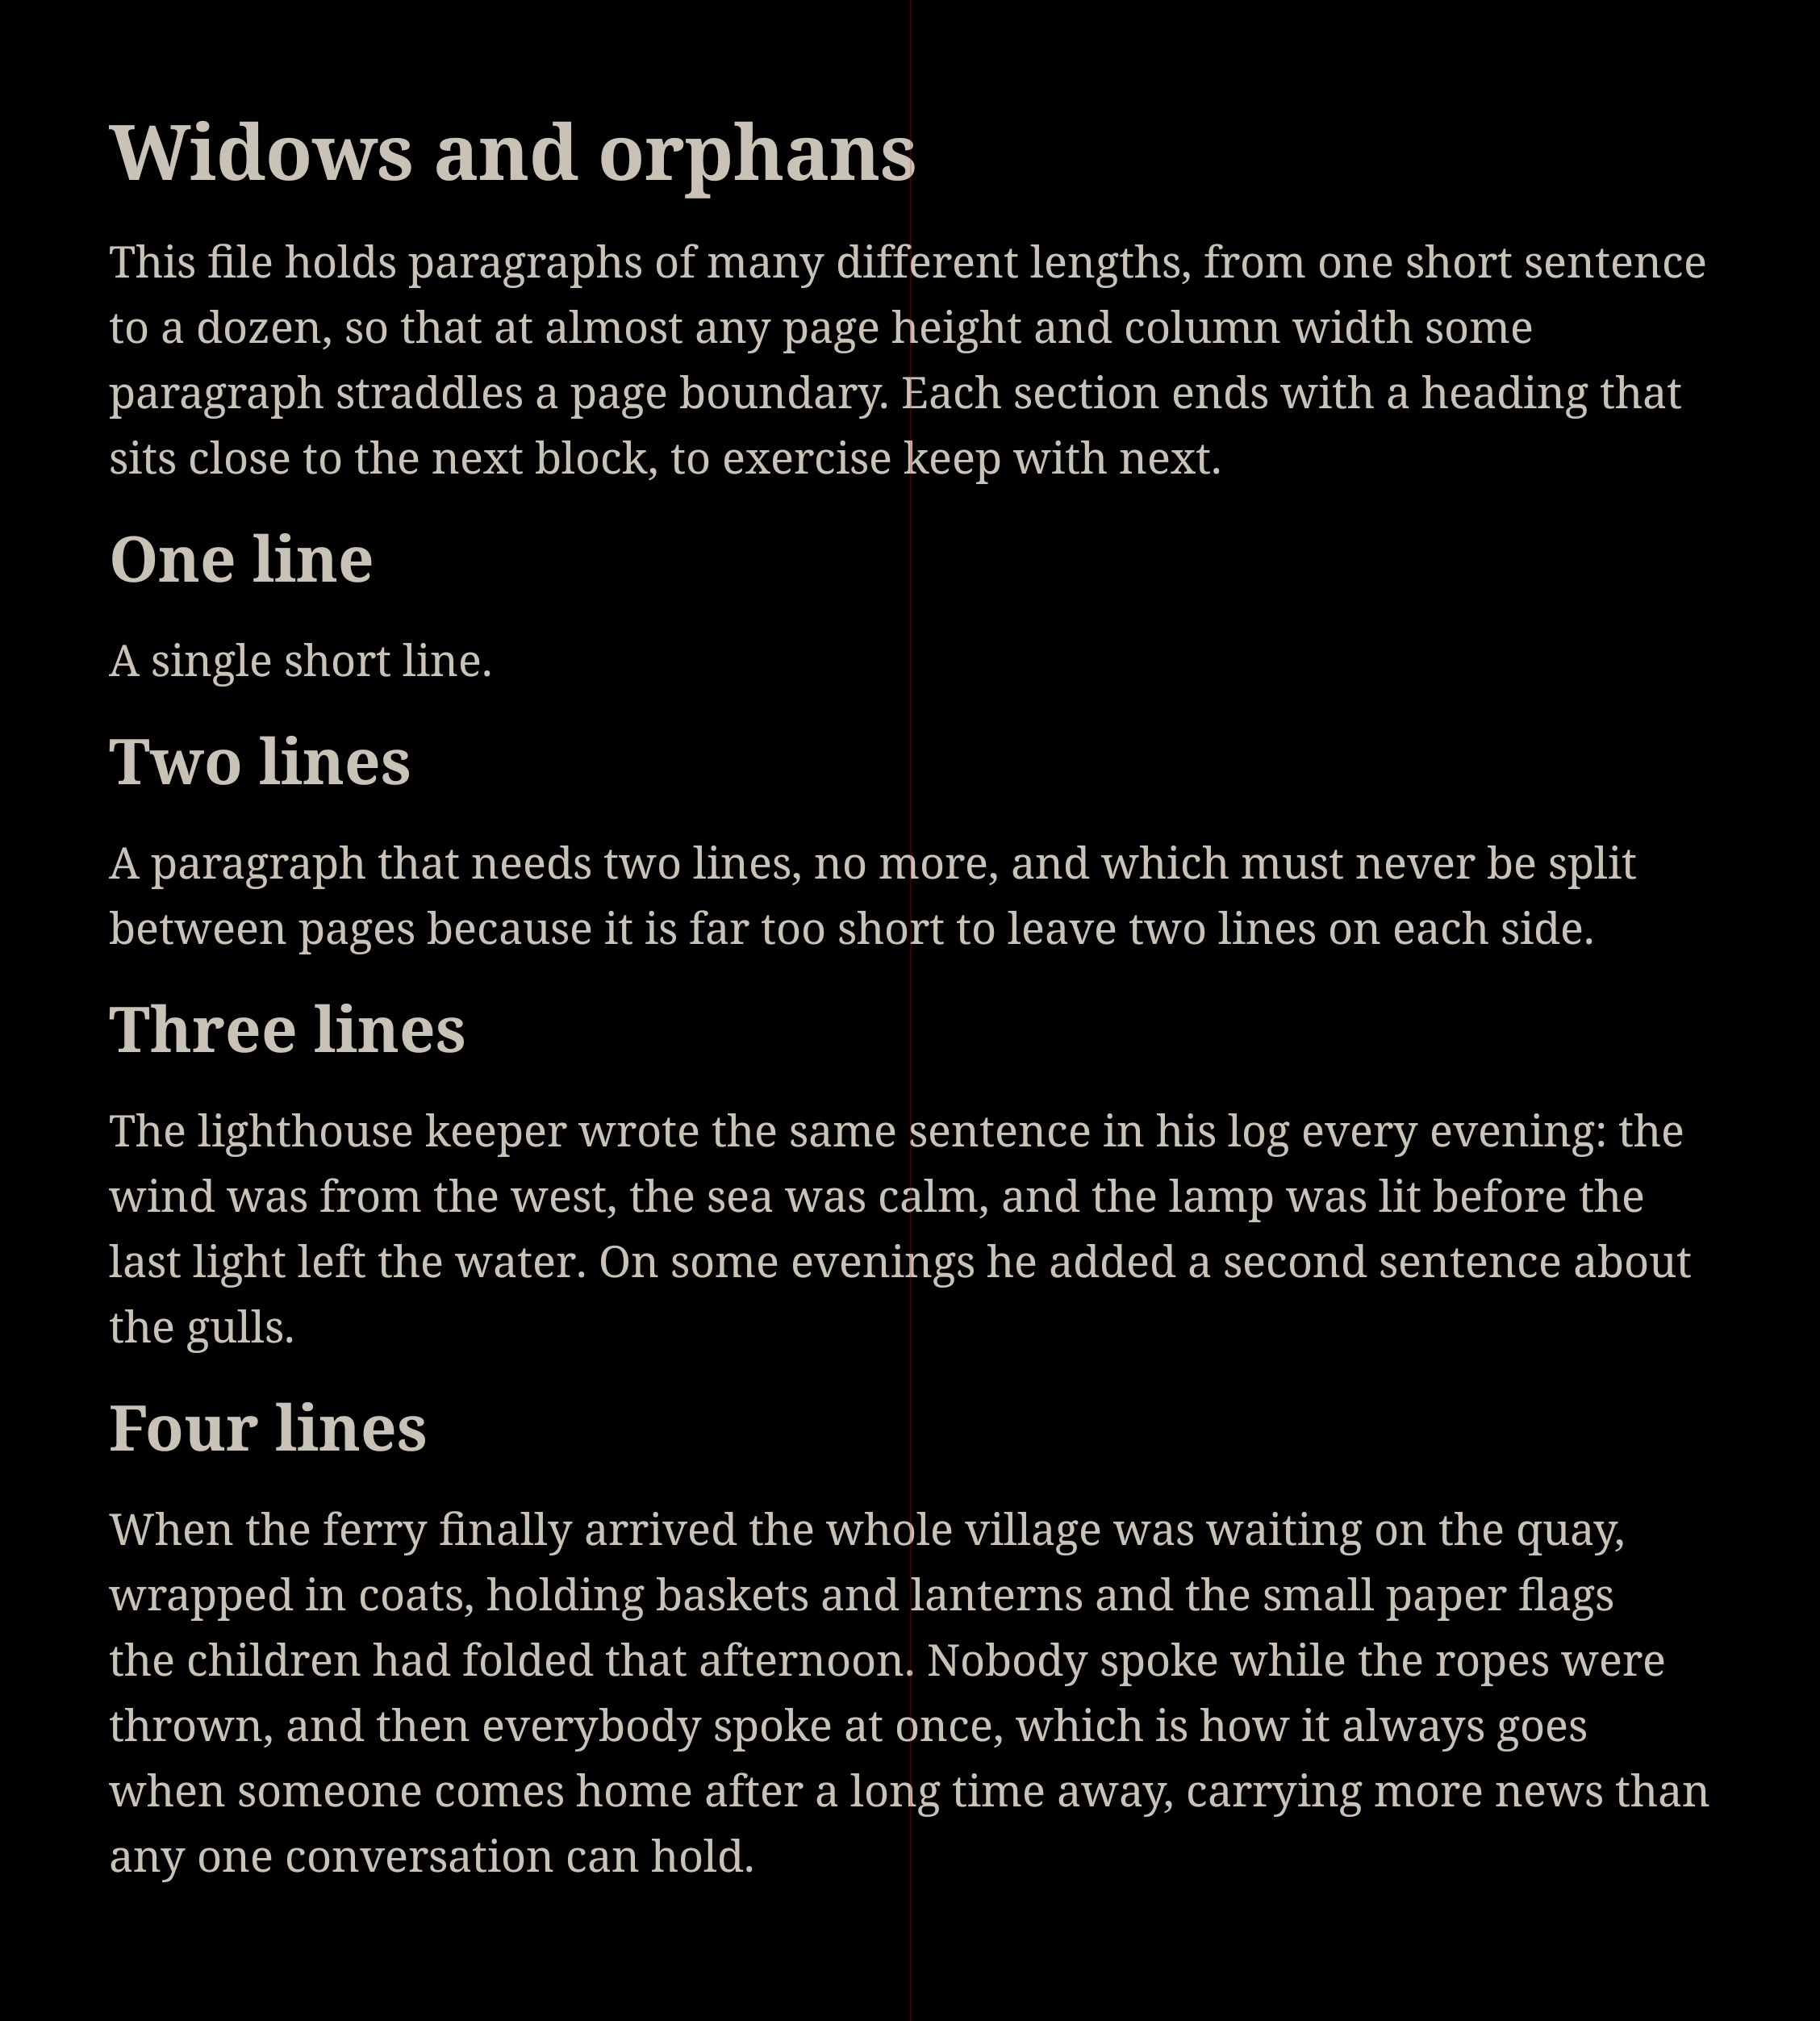 Widows and orphans
This file holds paragraphs of many different lengths, from one short sentence
to a dozen, so that at almost any page height and column width some
paragraph straddles a page boundary. Each section ends with a heading that
sits close to the next block, to exercise keep with next.
One line
A single short line.
Two lines
A paragraph that needs two lines, no more, and which must never be split
between pages because it is far too short to leave two lines on each side.
Three lines
The lighthouse keeper wrote the same sentence in his log every evening: the
wind was from the west, the sea was calm, and the lamp was lit before the
last light left the water. On some evenings he added a second sentence about
the gulls.
Four lines
When the ferry finally arrived the whole village was waiting on the quay,
wrapped in coats, holding baskets and lanterns and the small paper flags
the children had folded that afternoon. Nobody spoke while the ropes were
thrown, and then everybody spoke at once, which is how it always goes
when someone comes home after a long time away, carrying more news than
any one conversation can hold.